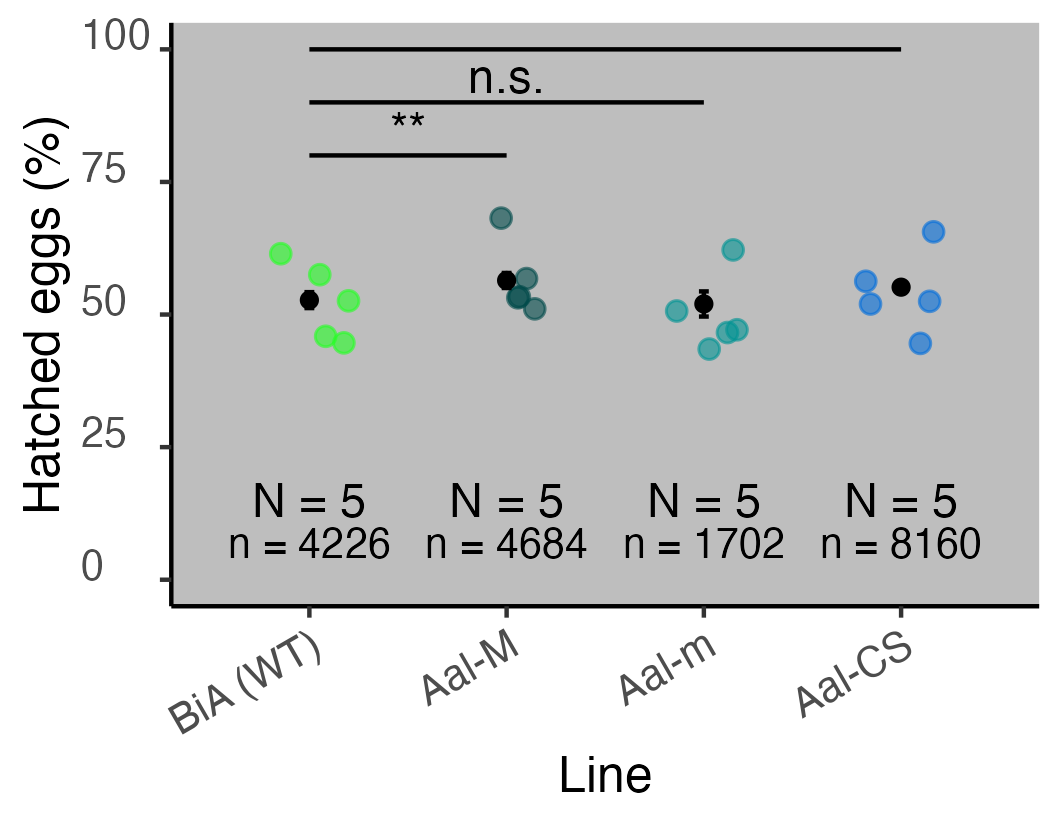 100
75
50
25
0
Hatched eggs (%)
n.s.
**
N = 5
n = 4226
N = 5
n = 4684
N = 5
n = 1702
N = 5
n = 8160
BiA (WT)
Aal-M
Aal-m
Aal-CS
Line